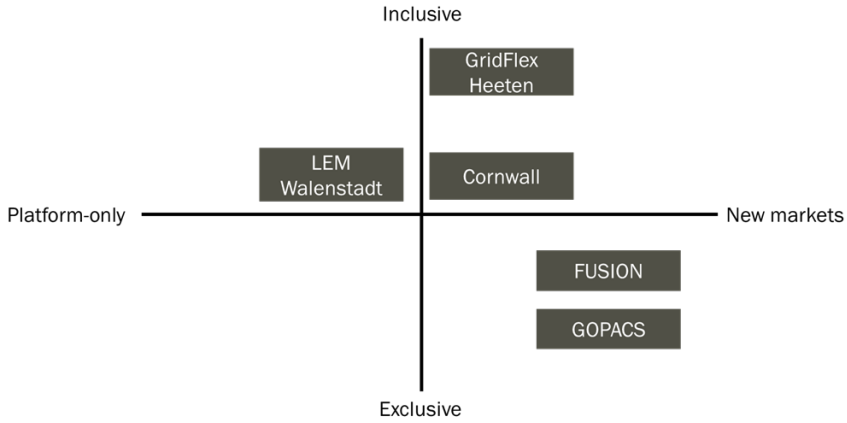 Inclusive
GridFlex
Heeten
LEM
Walenstadt
Cornwall
Platform-only
New markets
FUSION
GOPACS
Exclusive